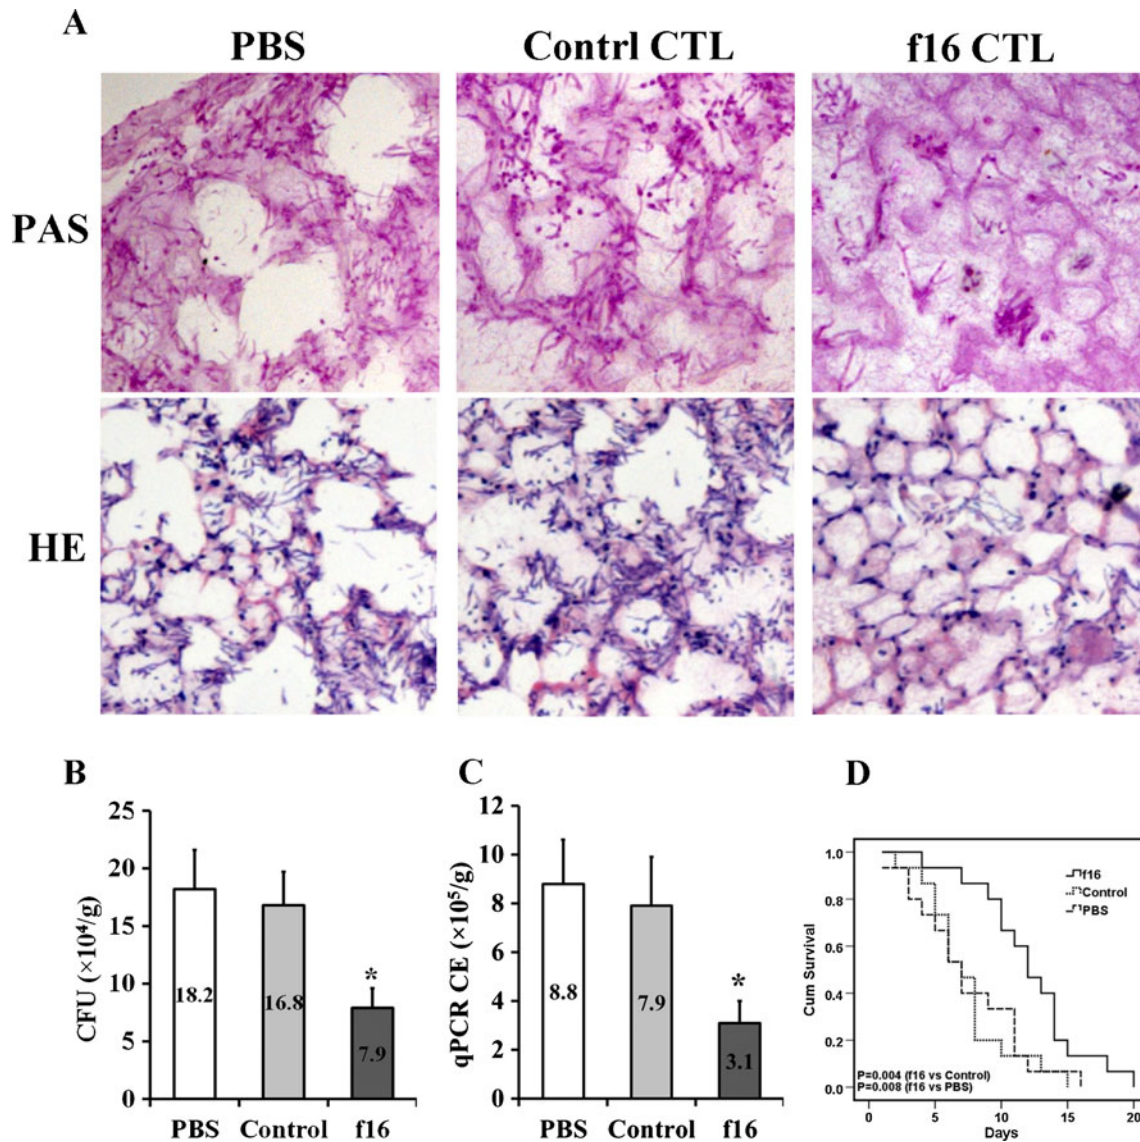 A
PBS Contrl CTL f16 CTL
PAS
HE
B
CFU (×10⁴/g)
25
20
15
10
5
0
18.2 16.8 * 7.9
PBS Control f16
C
qPCR CE (×10⁵/g)
12
10
8
6
4
2
0
8.8 7.9 * 3.1
PBS Control f16
D
Cum Survival
1.0
0.8
0.6
0.4
0.2
0.0
f16
Control
PBS
P=0.004 (f16 vs Control)
P=0.008 (f16 vs PBS)
0 5 10 15 20
Days